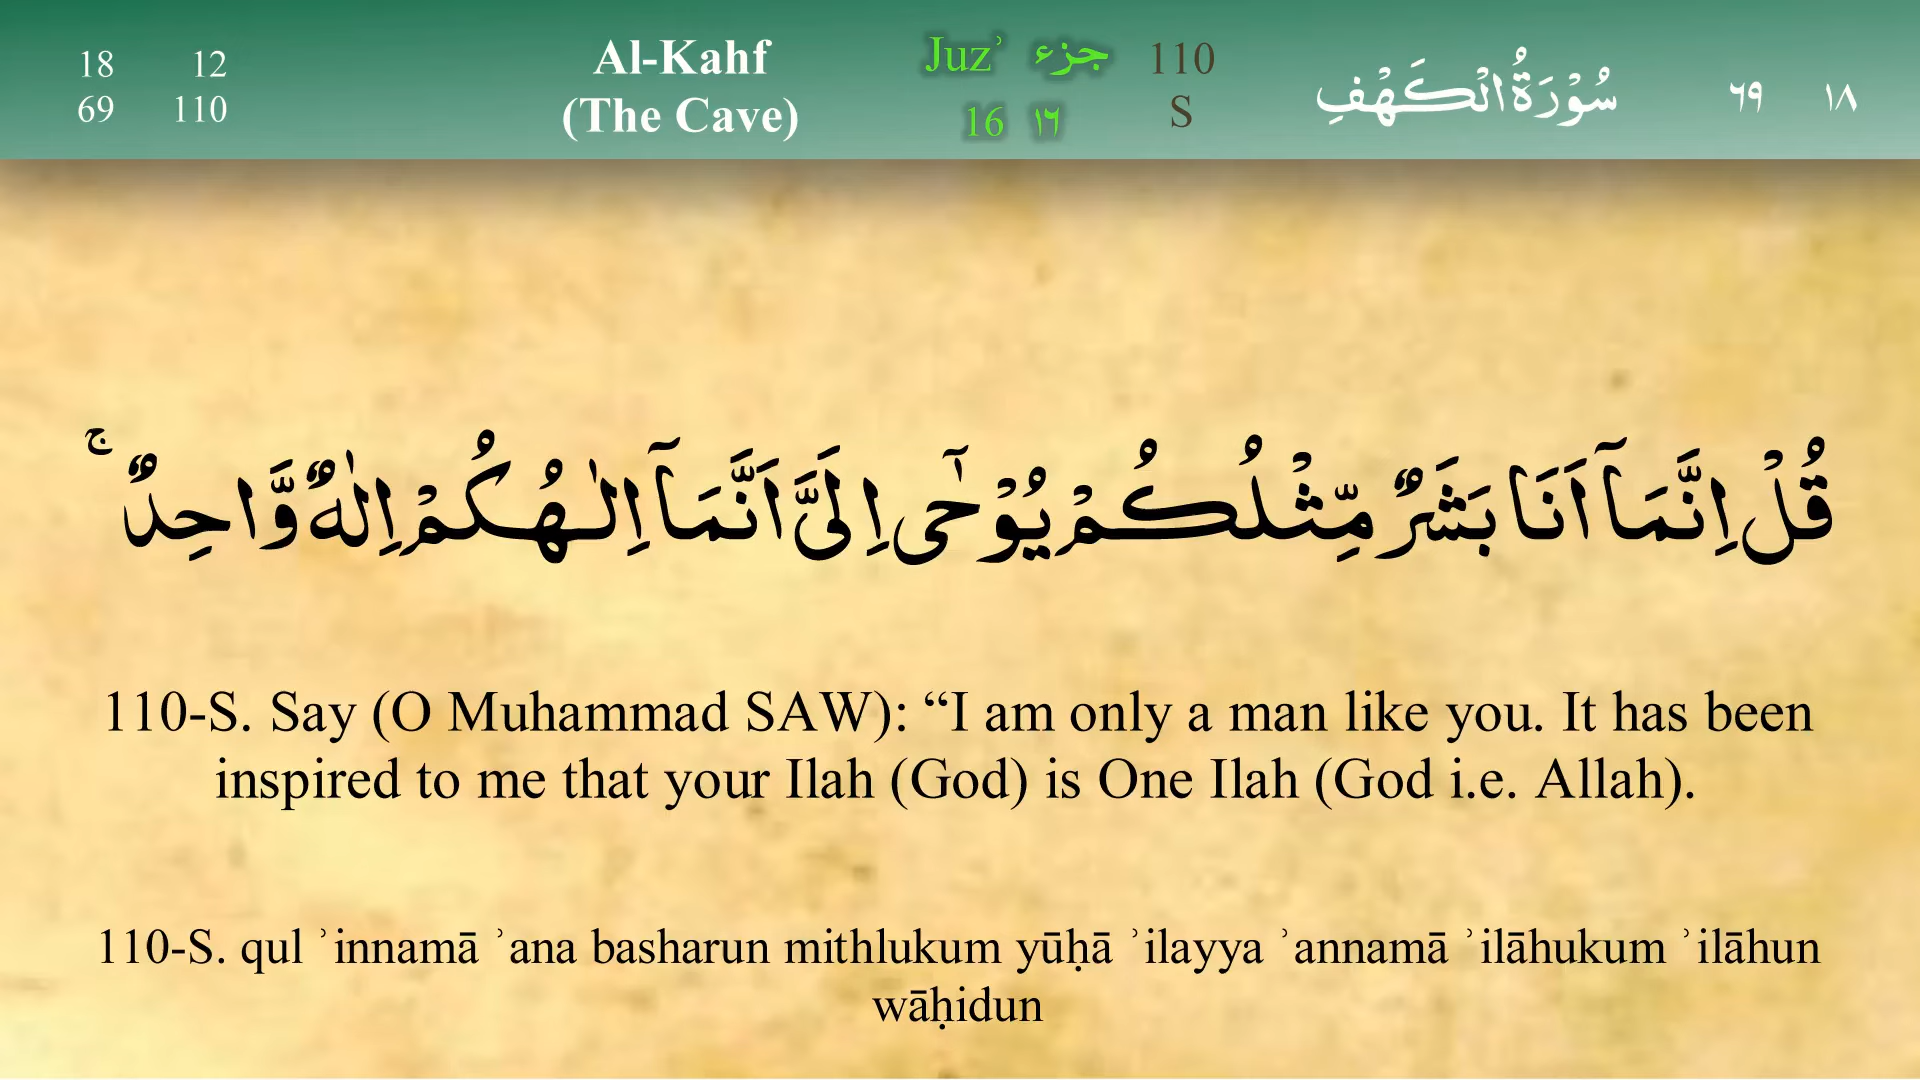 18 12
69 110
Al-Kahf
(The Cave)
Juzʾ جزء
16 ١٦
110
S
سُوْرَةُ الْكَهْفِ
٦٩ ١٨
قُلْ اِنَّمَآ اَنَا بَشَرٌ مِّثْلُكُمْ يُوْحٰٓى اِلَىَّ اَنَّمَآ اِلٰـهُكُمْ اِلٰهٌ وَّاحِدٌ ۚ
110-S. Say (O Muhammad SAW): “I am only a man like you. It has been
inspired to me that your Ilah (God) is One Ilah (God i.e. Allah).
110-S. qul ʾinnamā ʾana basharun mithlukum yūḥā ʾilayya ʾannamā ʾilāhukum ʾilāhun
wāḥidun